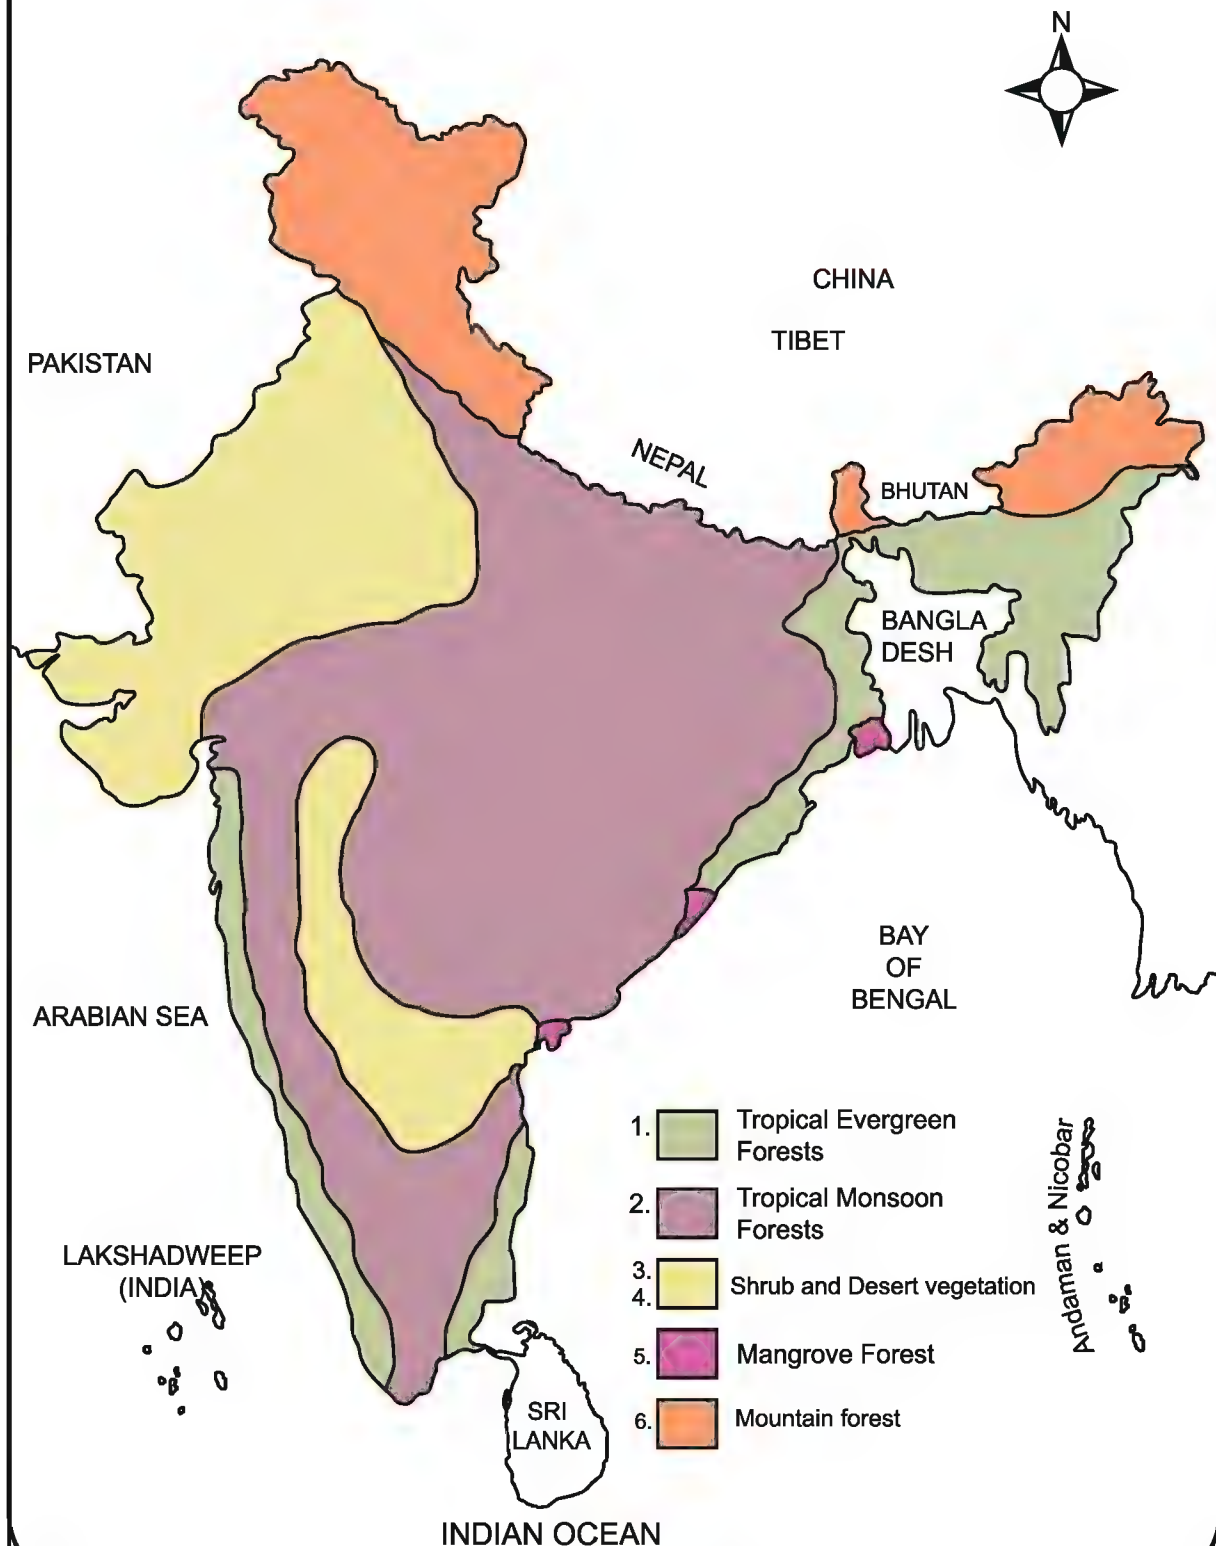 N
CHINA
TIBET
PAKISTAN
NEPAL
BHUTAN
BANGLA
DESH
BAY
OF
BENGAL
ARABIAN SEA
1. Tropical Evergreen
Forests
2. Tropical Monsoon
Forests
3.
4. Shrub and Desert vegetation
5. Mangrove Forest
6. Mountain forest
Andaman & Nicobar
LAKSHADWEEP
(INDIA)
SRI
LANKA
INDIAN OCEAN